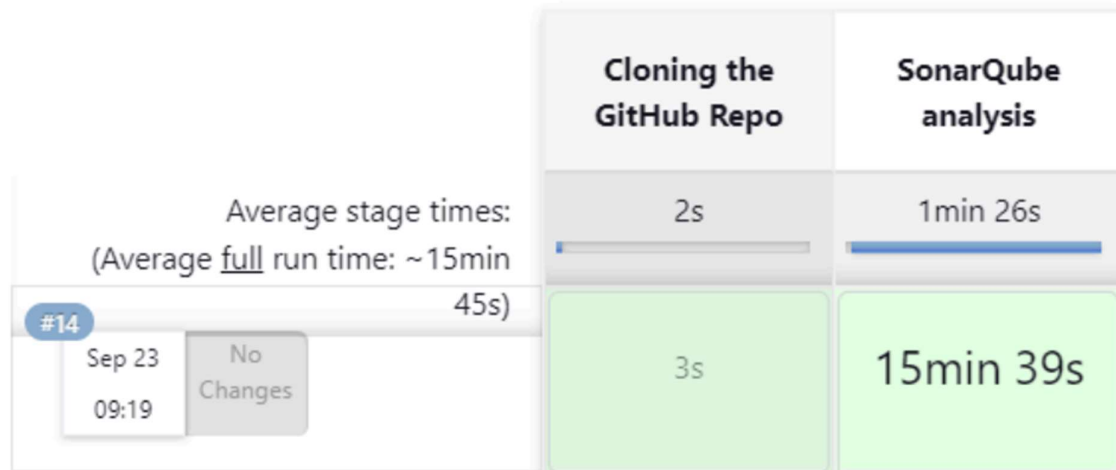 Cloning the
GitHub Repo
SonarQube
analysis
Average stage times:
(Average full run time: ~15min
45s)
2s
1min 26s
#14
Sep 23
09:19
No
Changes
3s
15min 39s